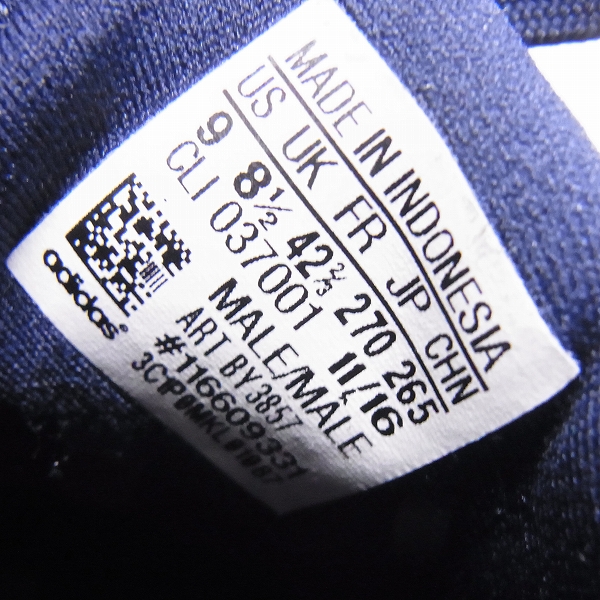 MADE IN INDONESIA
US UK FR JP CHN
9 8½ 42⅔ 270 265
CLI 037001 11/16
MALE/MALE
ART BY3857
#116609331
adidas